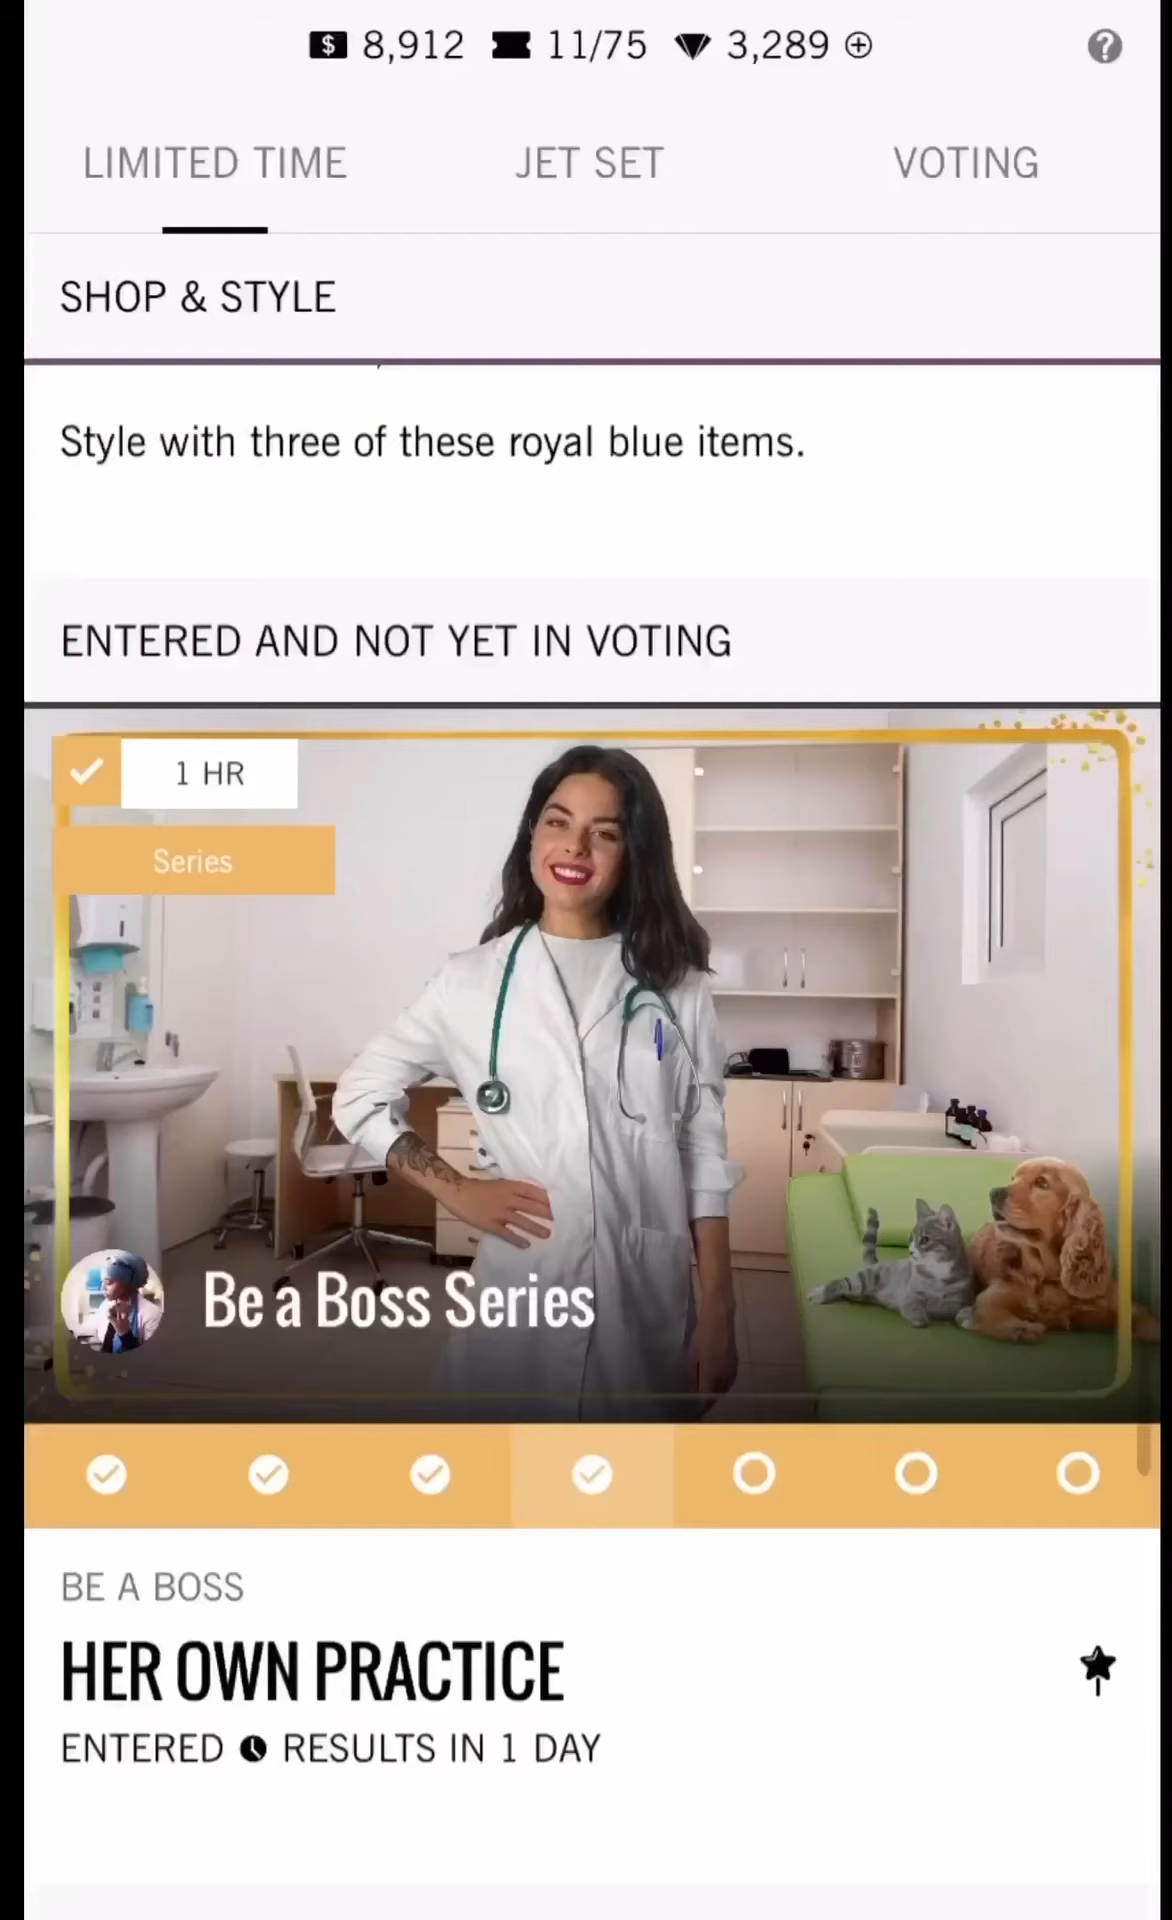 $ 8,912 11/75 3,289
LIMITED TIME JET SET VOTING
SHOP & STYLE
Style with three of these royal blue items.
ENTERED AND NOT YET IN VOTING
1 HR
Series
Be a Boss Series
BE A BOSS
HER OWN PRACTICE
ENTERED RESULTS IN 1 DAY